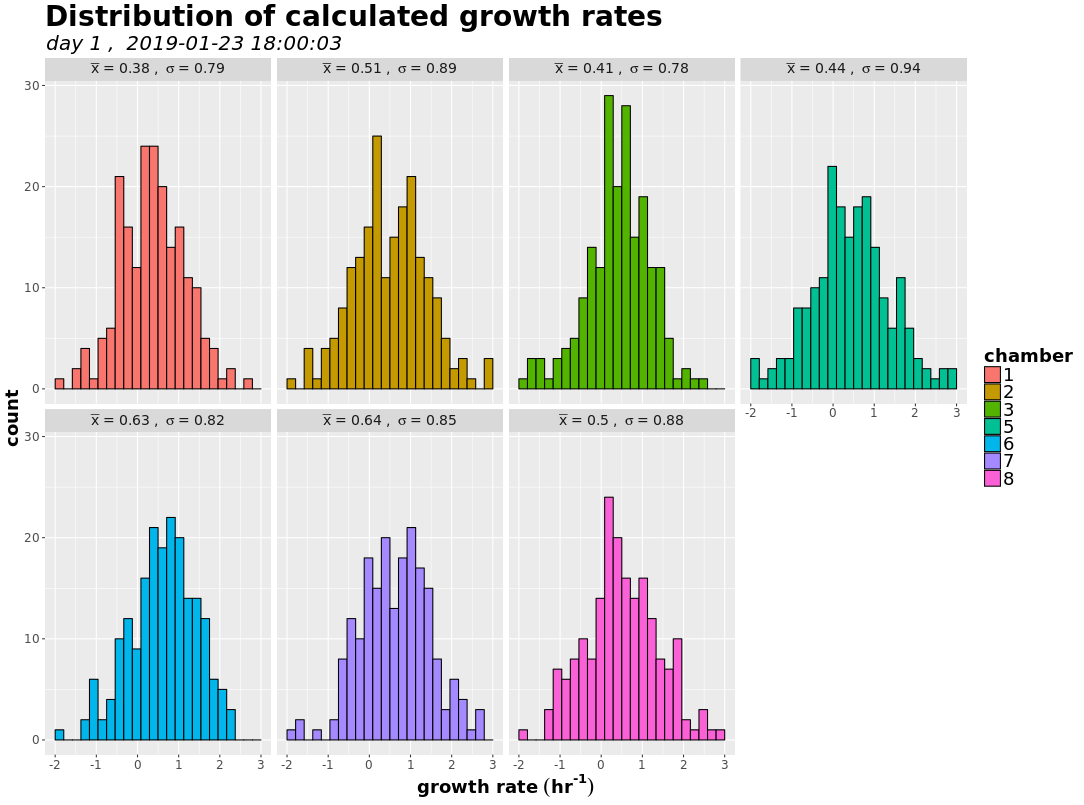 Distribution of calculated growth rates
day 1 ,  2019-01-23 18:00:03
x̅ = 0.38 ,  σ = 0.79
x̅ = 0.51 ,  σ = 0.89
x̅ = 0.41 ,  σ = 0.78
x̅ = 0.44 ,  σ = 0.94
30
20
10
0
-2 -1 0 1 2 3
count
x̅ = 0.63 ,  σ = 0.82
x̅ = 0.64 ,  σ = 0.85
x̅ = 0.5 ,  σ = 0.88
30
20
10
0
-2 -1 0 1 2 3
-2 -1 0 1 2 3
-2 -1 0 1 2 3
growth rate (hr⁻¹)
chamber
1
2
3
5
6
7
8